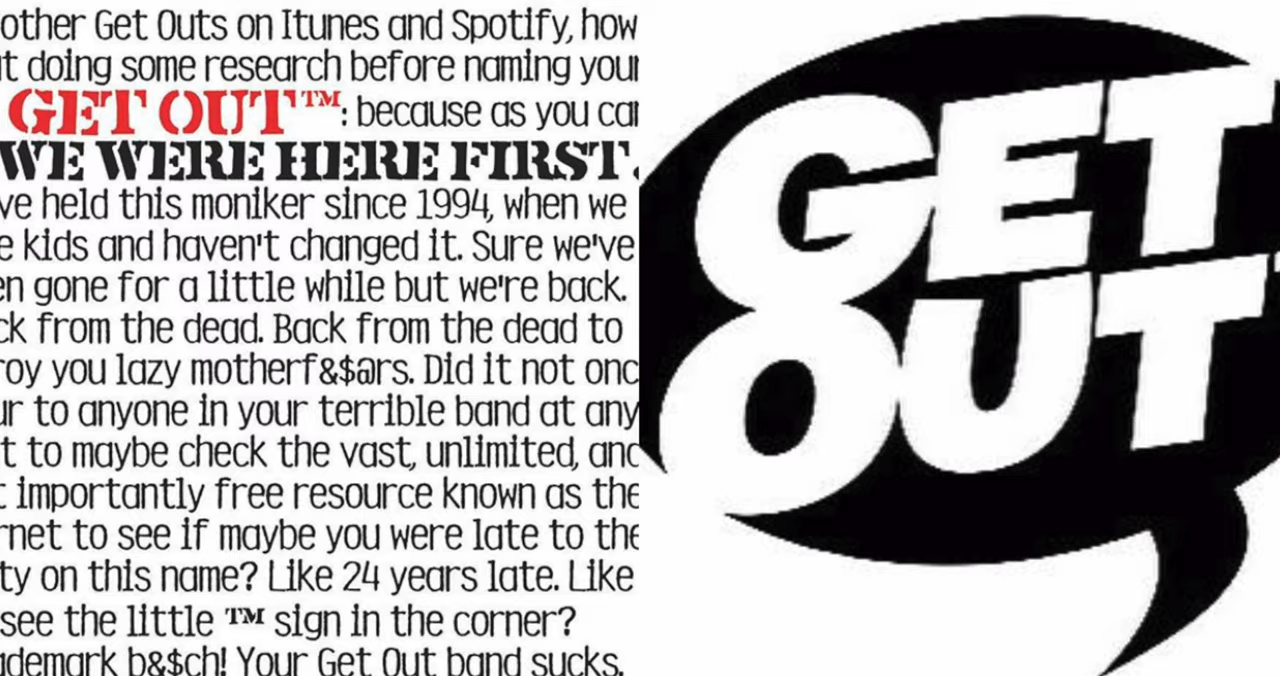 other Get Outs on Itunes and Spotify, how
t doing some research before naming your
GET OUT™: because as you can
WE WERE HERE FIRST.
ve held this moniker since 1994, when we
e kids and haven't changed it. Sure we've
en gone for a little while but we're back.
ck from the dead. Back from the dead to
roy you lazy motherf&$@rs. Did it not onc
ur to anyone in your terrible band at any
t to maybe check the vast, unlimited, and
t importantly free resource known as the
rnet to see if maybe you were late to the
ty on this name? Like 24 years late. Like
see the little ™ sign in the corner?
ademark b&$ch! Your Get Out band sucks.
GET
OUT